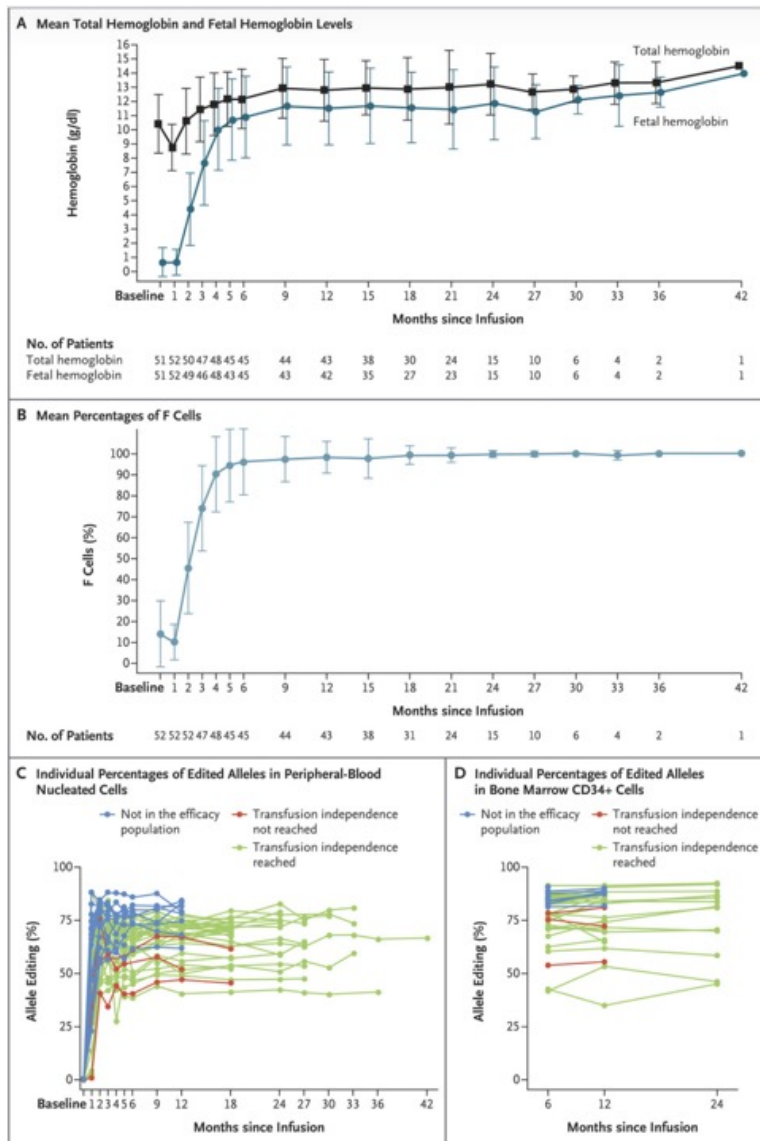 A Mean Total Hemoglobin and Fetal Hemoglobin Levels
16
15
14
13
12
11
10
9
8
7
6
5
4
3
2
1
0
Hemoglobin (g/dl)
Total hemoglobin
Fetal hemoglobin
Baseline 1 2 3 4 5 6 9 12 15 18 21 24 27 30 33 36 42
Months since Infusion
No. of Patients
Total hemoglobin 51 52 50 47 48 45 45 44 43 38 30 24 15 10 6 4 2 1
Fetal hemoglobin 51 52 49 46 48 43 45 43 42 35 27 23 15 10 6 4 2 1
B Mean Percentages of F Cells
100
90
80
70
60
50
40
30
20
10
0
F Cells (%)
Baseline 1 2 3 4 5 6 9 12 15 18 21 24 27 30 33 36 42
Months since Infusion
No. of Patients 52 52 52 47 48 45 45 44 43 38 31 24 15 10 6 4 2 1
C Individual Percentages of Edited Alleles in Peripheral-Blood
Nucleated Cells
Not in the efficacy
population
Transfusion independence
not reached
Transfusion independence
reached
100
75
50
25
0
Allele Editing (%)
Baseline 1 2 3 4 5 6 9 12 18 24 27 30 33 36 42
Months since Infusion
D Individual Percentages of Edited Alleles
in Bone Marrow CD34+ Cells
Not in the efficacy
population
Transfusion independence
not reached
Transfusion independence
reached
100
75
50
25
0
Allele Editing (%)
6 12 24
Months since Infusion